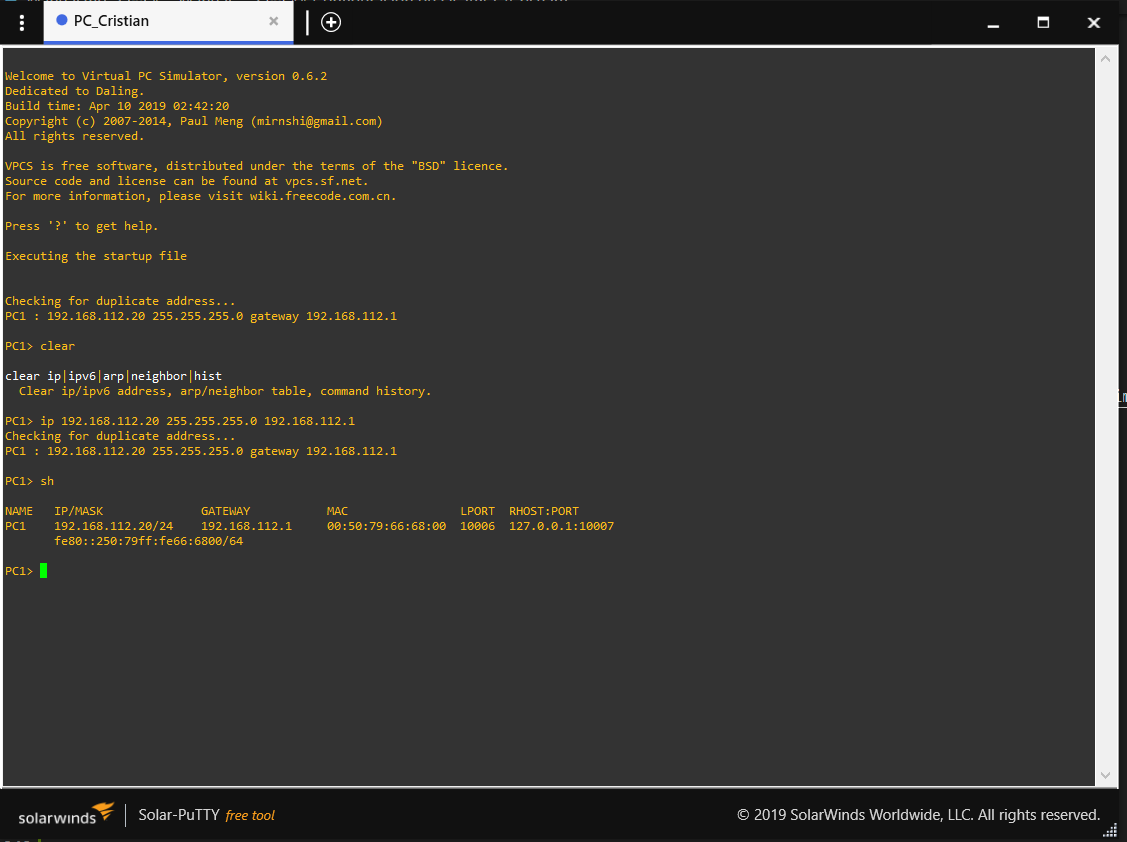 PC_Cristian
Welcome to Virtual PC Simulator, version 0.6.2
Dedicated to Daling.
Build time: Apr 10 2019 02:42:20
Copyright (c) 2007-2014, Paul Meng (mirnshi@gmail.com)
All rights reserved.
VPCS is free software, distributed under the terms of the "BSD" licence.
Source code and license can be found at vpcs.sf.net.
For more information, please visit wiki.freecode.com.cn.
Press '?' to get help.
Executing the startup file
Checking for duplicate address...
PC1 : 192.168.112.20 255.255.255.0 gateway 192.168.112.1
PC1> clear
clear ip|ipv6|arp|neighbor|hist
Clear ip/ipv6 address, arp/neighbor table, command history.
PC1> ip 192.168.112.20 255.255.255.0 192.168.112.1
Checking for duplicate address...
PC1 : 192.168.112.20 255.255.255.0 gateway 192.168.112.1
PC1> sh
NAME IP/MASK GATEWAY MAC LPORT RHOST:PORT
PC1 192.168.112.20/24 192.168.112.1 00:50:79:66:68:00 10006 127.0.0.1:10007
fe80::250:79ff:fe66:6800/64
PC1>
solarwinds Solar-PuTTY free tool © 2019 SolarWinds Worldwide, LLC. All rights reserved.